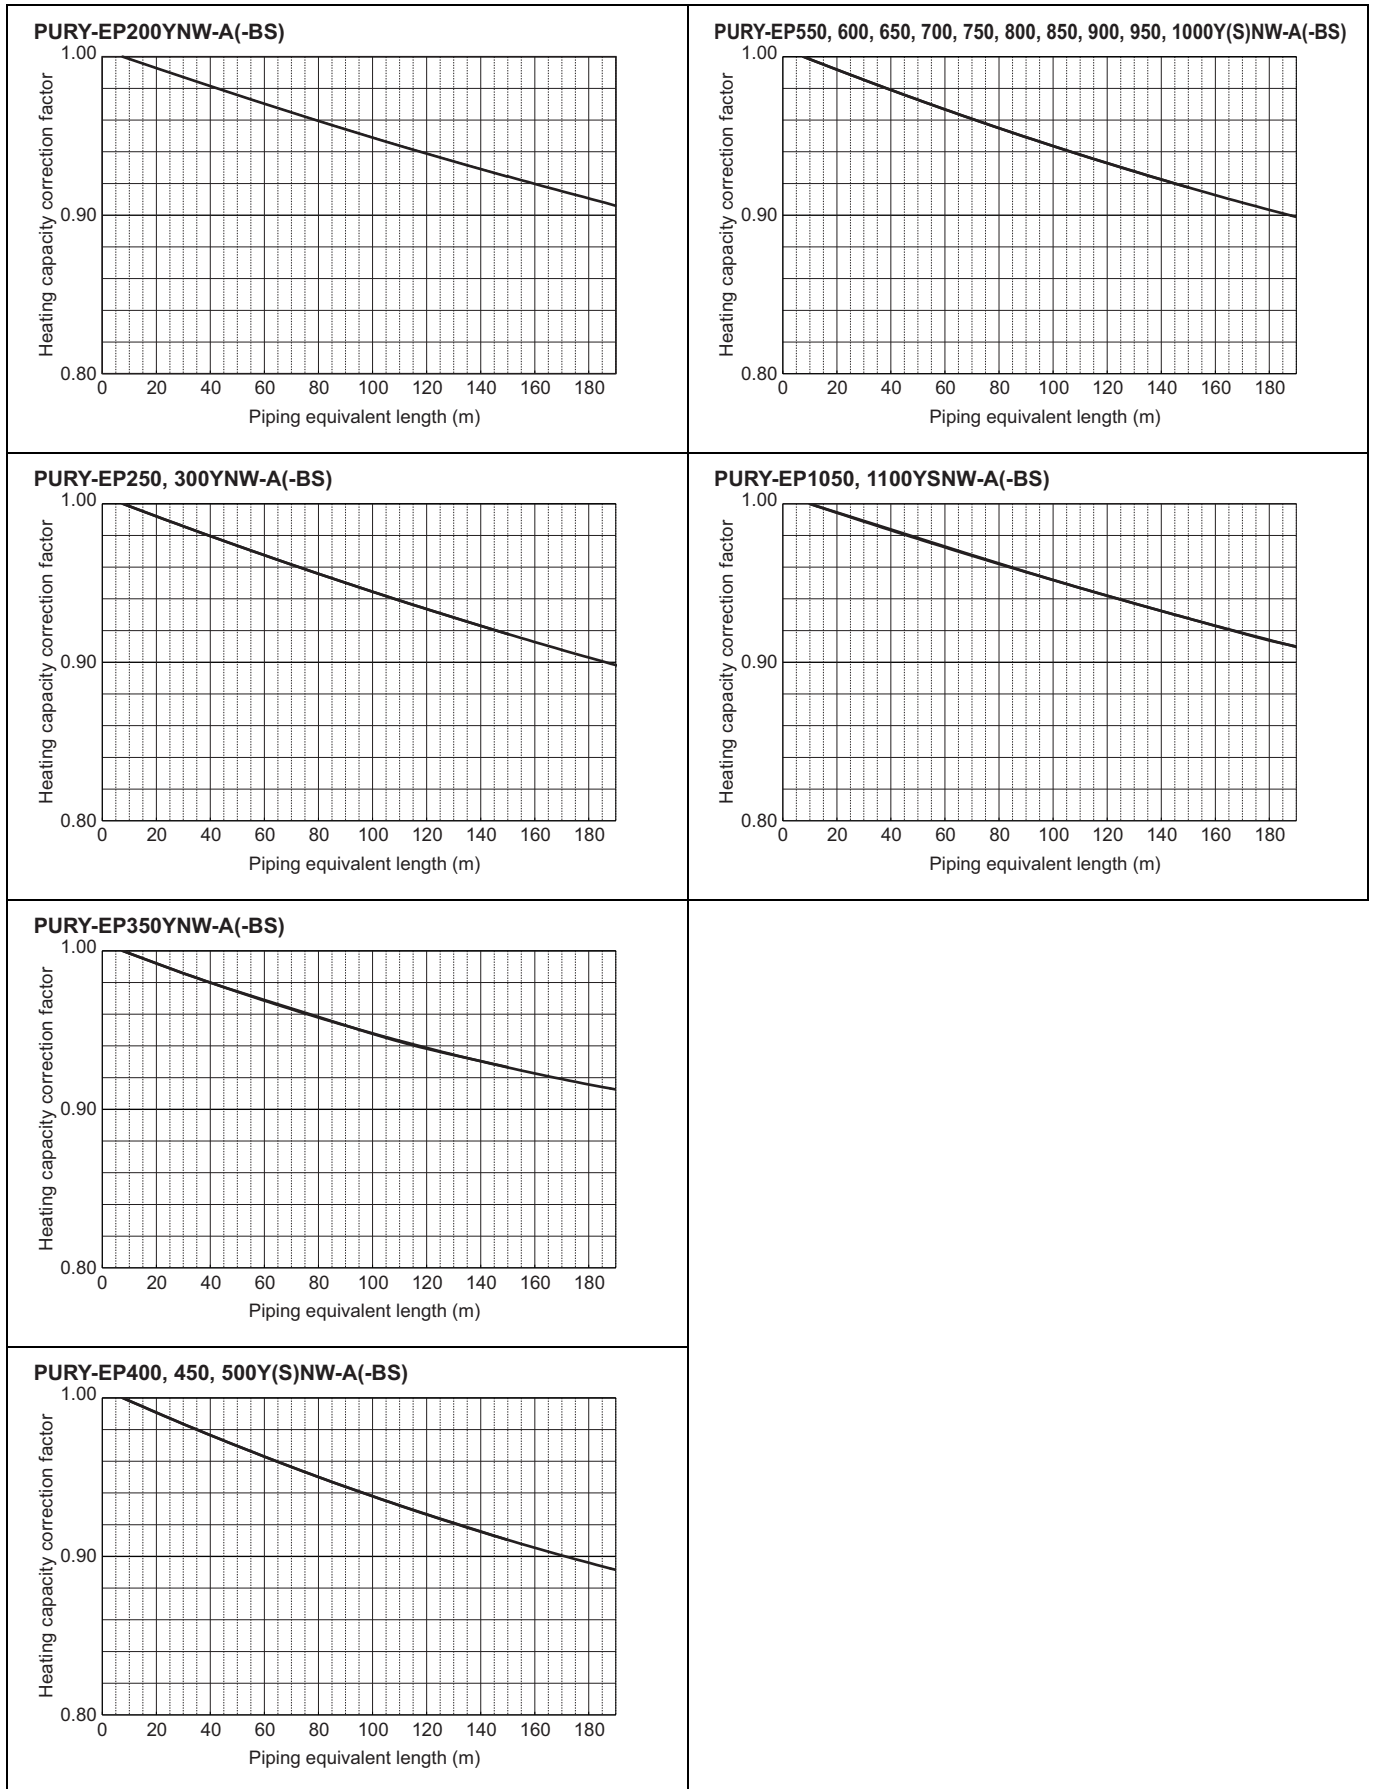 PURY-EP200YNW-A(-BS)
1.00
0.90
0.80
Heating capacity correction factor
0 20 40 60 80 100 120 140 160 180
Piping equivalent length (m)
PURY-EP550, 600, 650, 700, 750, 800, 850, 900, 950, 1000Y(S)NW-A(-BS)
1.00
0.90
0.80
Heating capacity correction factor
0 20 40 60 80 100 120 140 160 180
Piping equivalent length (m)
PURY-EP250, 300YNW-A(-BS)
1.00
0.90
0.80
Heating capacity correction factor
0 20 40 60 80 100 120 140 160 180
Piping equivalent length (m)
PURY-EP1050, 1100YSNW-A(-BS)
1.00
0.90
0.80
Heating capacity correction factor
0 20 40 60 80 100 120 140 160 180
Piping equivalent length (m)
PURY-EP350YNW-A(-BS)
1.00
0.90
0.80
Heating capacity correction factor
0 20 40 60 80 100 120 140 160 180
Piping equivalent length (m)
PURY-EP400, 450, 500Y(S)NW-A(-BS)
1.00
0.90
0.80
Heating capacity correction factor
0 20 40 60 80 100 120 140 160 180
Piping equivalent length (m)